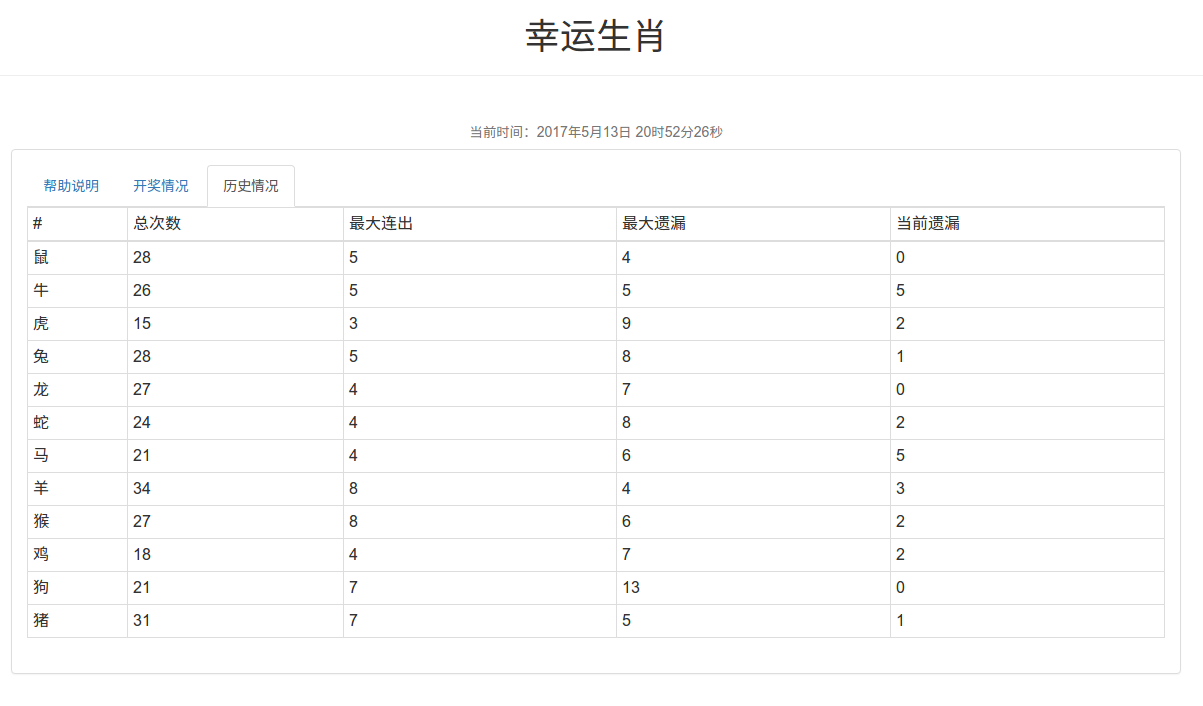 幸运生肖
当前时间：2017年5月13日 20时52分26秒
帮助说明 开奖情况 历史情况
# 总次数 最大连出 最大遗漏 当前遗漏
鼠 28 5 4 0
牛 26 5 5 5
虎 15 3 9 2
兔 28 5 8 1
龙 27 4 7 0
蛇 24 4 8 2
马 21 4 6 5
羊 34 8 4 3
猴 27 8 6 2
鸡 18 4 7 2
狗 21 7 13 0
猪 31 7 5 1